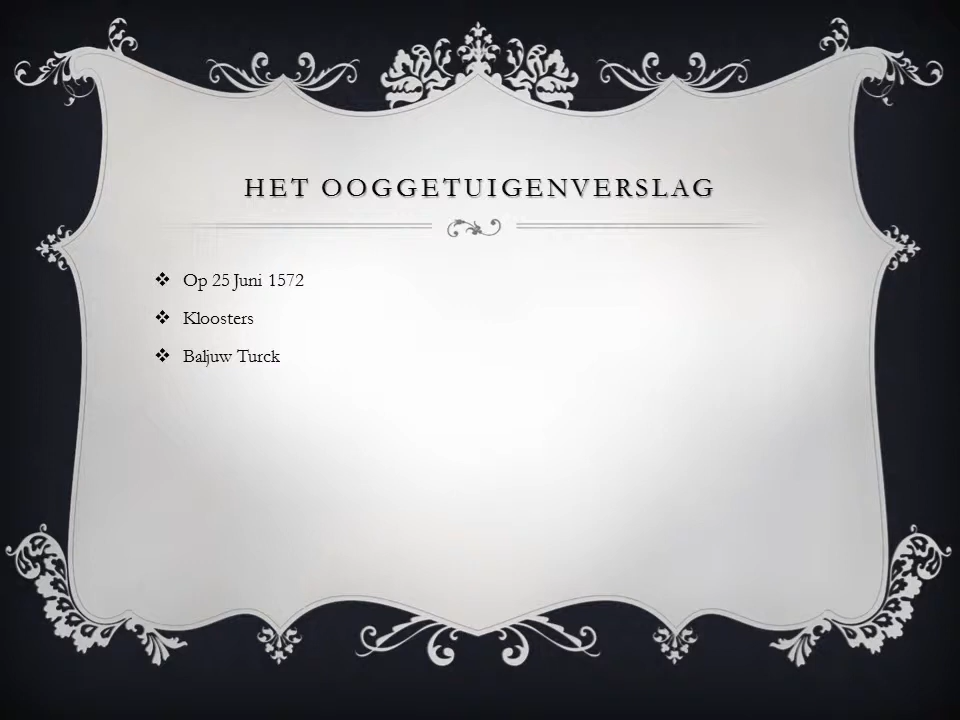 HET OOGGETUIGENVERSLAG
❖ Op 25 Juni 1572
❖ Kloosters
❖ Baljuw Turck